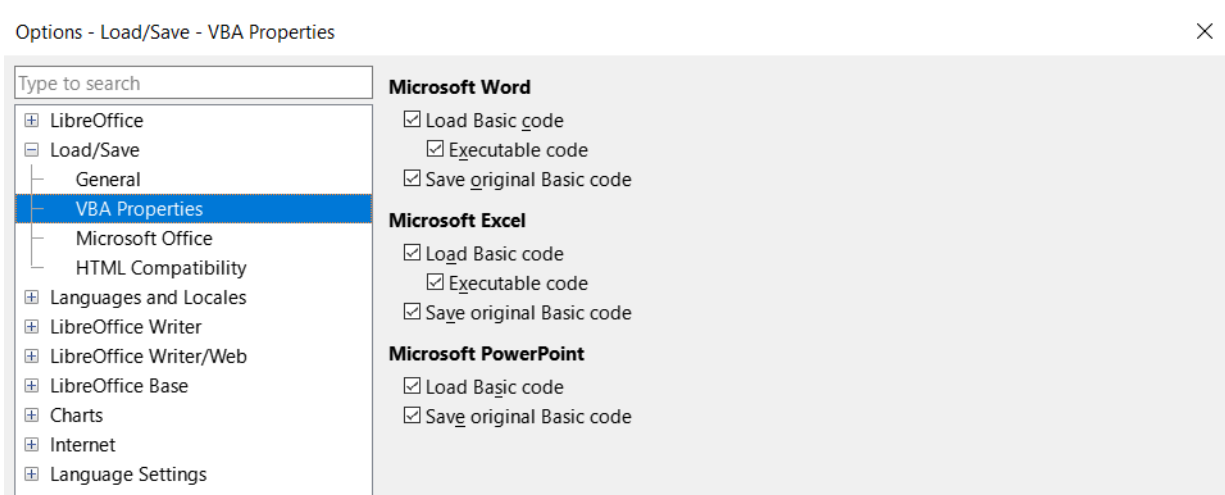 Options - Load/Save - VBA Properties
Type to search
LibreOffice
Load/Save
General
VBA Properties
Microsoft Office
HTML Compatibility
Languages and Locales
LibreOffice Writer
LibreOffice Writer/Web
LibreOffice Base
Charts
Internet
Language Settings
Microsoft Word
Load Basic code
Executable code
Save original Basic code
Microsoft Excel
Load Basic code
Executable code
Save original Basic code
Microsoft PowerPoint
Load Basic code
Save original Basic code